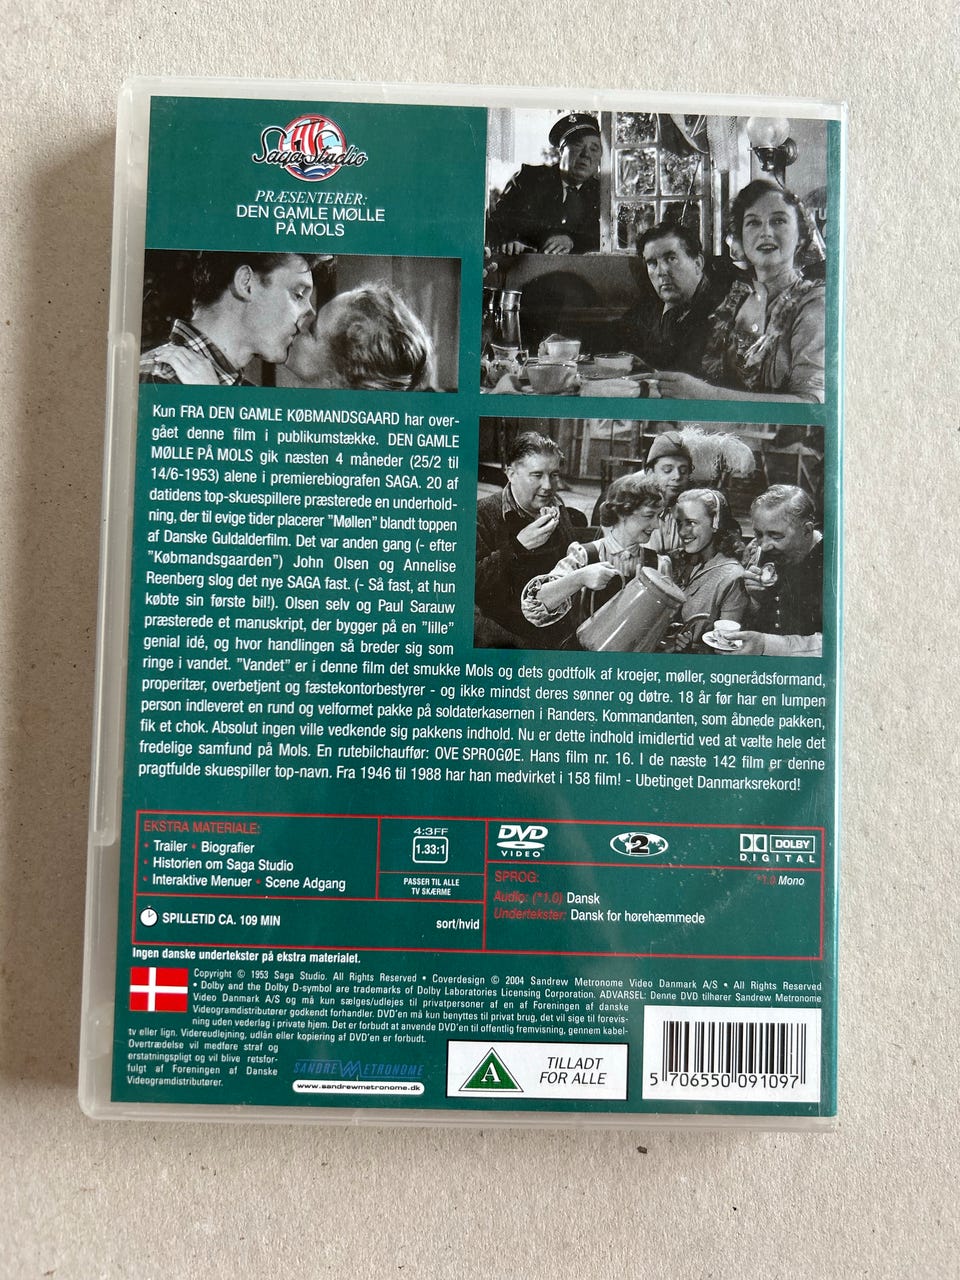 Saga Studio
PRÆSENTERER:
DEN GAMLE MØLLE
PÅ MOLS
Kun FRA DEN GAMLE KØBMANDSGAARD har over-
gået denne film i publikumstække. DEN GAMLE
MØLLE PÅ MOLS gik næsten 4 måneder (25/2 til
14/6-1953) alene i premierebiografen SAGA. 20 af
datidens top-skuespillere præsterede en underhold-
ning, der til evige tider placerer "Møllen" blandt toppen
af Danske Guldalderfilm. Det var anden gang (- efter
"Købmandsgaarden") John Olsen og Annelise
Reenberg slog det nye SAGA fast. (- Så fast, at hun
købte sin første bil!). Olsen selv og Paul Sarauw
præsterede et manuskript, der bygger på en "lille"
genial idé, og hvor handlingen så breder sig som
ringe i vandet. "Vandet" er i denne film det smukke Mols og dets godtfolk af kroejer, møller, sognerådsformand,
properitær, overbetjent og fæstekontorbestyrer - og ikke mindst deres sønner og døtre. 18 år før har en lumpen
person indleveret en rund og velformet pakke på soldaterkasernen i Randers. Kommandanten, som åbnede pakken,
fik et chok. Absolut ingen ville vedkende sig pakkens indhold. Nu er dette indhold imidlertid ved at vælte hele det
fredelige samfund på Mols. En rutebilchauffør: OVE SPROGØE. Hans film nr. 16. I de næste 142 film er denne
pragtfulde skuespiller top-navn. Fra 1946 til 1988 har han medvirket i 158 film! - Ubetinget Danmarksrekord!
EKSTRA MATERIALE:
• Trailer • Biografier
• Historien om Saga Studio
• Interaktive Menuer • Scene Adgang
4:3FF
1.33:1
PASSER TIL ALLE
TV SKÆRME
SPILLETID CA. 109 MIN
sort/hvid
DVD
VIDEO
2
DOLBY
DIGITAL
SPROG:
*1.0 Mono
Audio: (*1.0) Dansk
Undertekster: Dansk for hørehæmmede
Ingen danske undertekster på ekstra materialet.
Copyright © 1953 Saga Studio. All Rights Reserved • Coverdesign © 2004 Sandrew Metronome Video Danmark A/S • All Rights Reserved
• Dolby and the Dolby D-symbol are trademarks of Dolby Laboratories Licensing Corporation. ADVARSEL: Denne DVD tilhører Sandrew Metronome
Video Danmark A/S og må kun sælges/udlejes til privatpersoner af en af Foreningen af danske
Videogramdistributører godkendt forhandler. DVD'en må kun benyttes til privat brug, det vil sige til forevis-
ning uden vederlag i private hjem. Det er forbudt at anvende DVD'en til offentlig fremvisning, gennem kabel-
tv eller lign. Videreudlejning, udlån eller kopiering af DVD'en er forbudt.
Overtrædelse vil medføre straf og
erstatningspligt og vil blive retsfor-
fulgt af Foreningen af Danske
Videogramdistributører.
SANDREW METRONOME
www.sandrewmetronome.dk
A
TILLADT
FOR ALLE
5 706550 091097